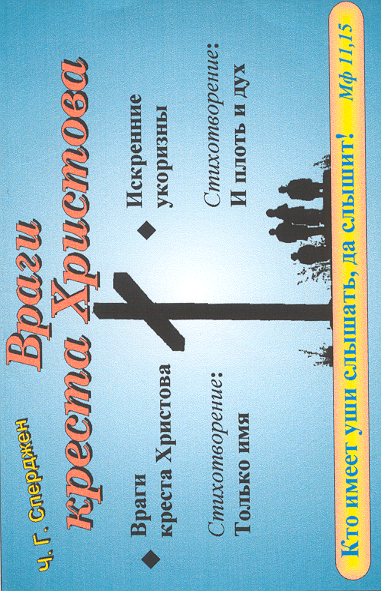 Ч. Г. Сперджен
Враги
креста Христова
◆ Враги
креста Христова
Стихотворение:
Только имя
◆ Искренние
укоризны
Стихотворение:
И плоть и дух
Кто имеет уши слышать, да слышит! Мф 11,15